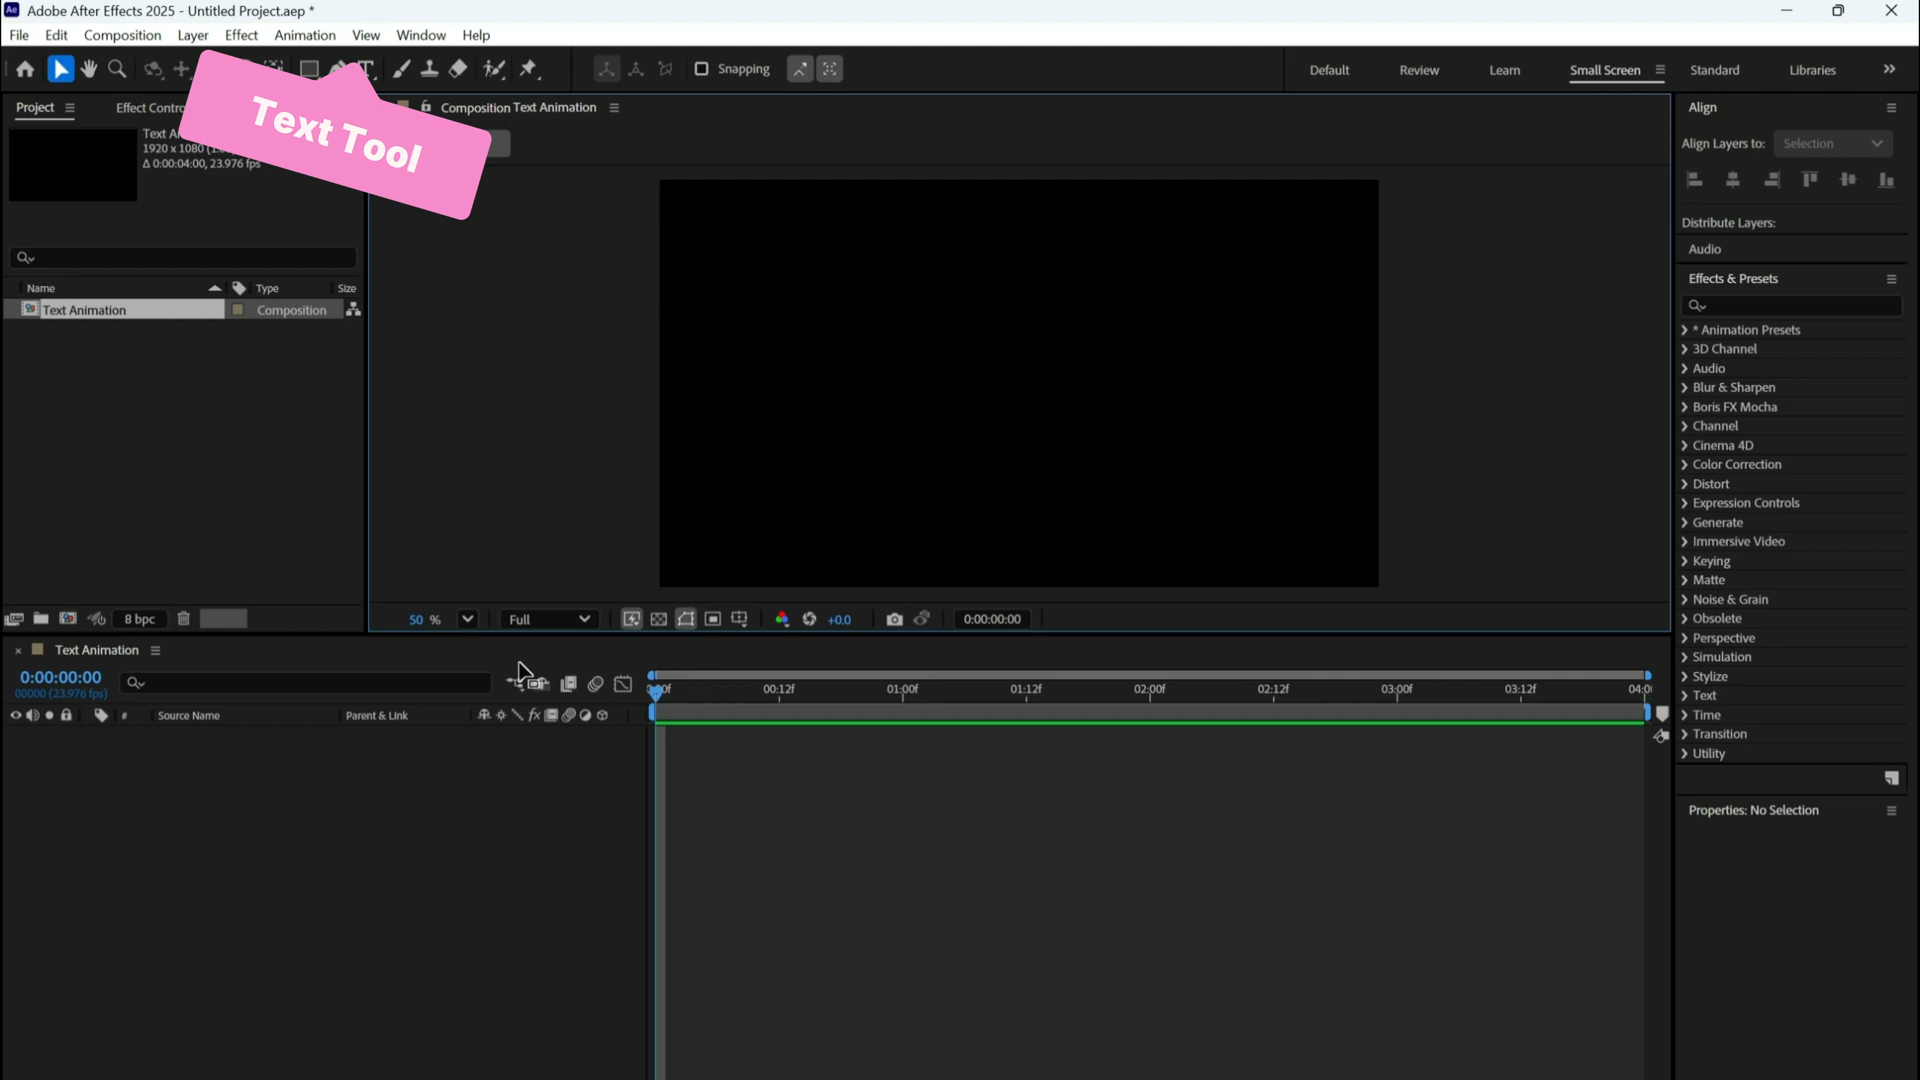 Adobe After Effects 2025 - Untitled Project.aep *
File Edit Composition Layer Effect Animation View Window Help
Snapping
Default Review Learn Small Screen Standard Libraries
Text Tool
Project Effect Contro
Composition Text Animation
Text A
1920 x 1080
Δ 0:00:04:00, 23.976 fps
Name Type Size
Text Animation Composition
8 bpc
50 % Full +0.0 0:00:00:00
Align
Align Layers to: Selection
Distribute Layers:
Audio
Effects & Presets
* Animation Presets
3D Channel
Audio
Blur & Sharpen
Boris FX Mocha
Channel
Cinema 4D
Color Correction
Distort
Expression Controls
Generate
Immersive Video
Keying
Matte
Noise & Grain
Obsolete
Perspective
Simulation
Stylize
Text
Time
Transition
Utility
Properties: No Selection
Text Animation
0:00:00:00
00000 (23.976 fps)
00:12f 01:00f 01:12f 02:00f 02:12f 03:00f 03:12f 04:0
# Source Name Parent & Link